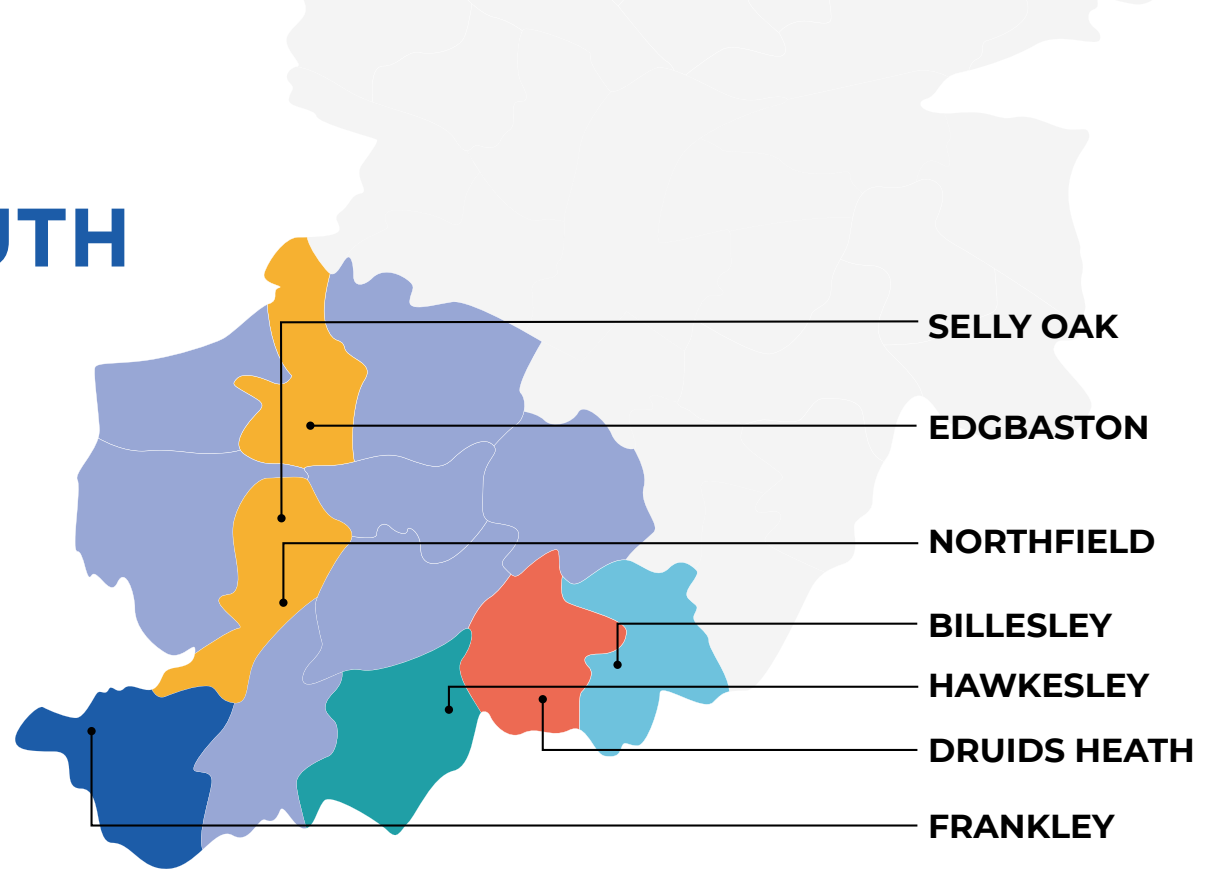 UTH
SELLY OAK
EDGBASTON
NORTHFIELD
BILLESLEY
HAWKESLEY
DRUIDS HEATH
FRANKLEY